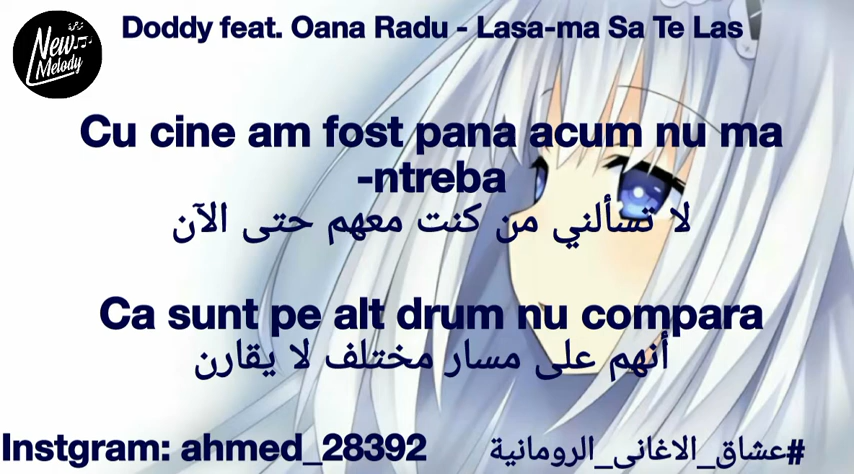 ترجمة
New
Melody
Doddy feat. Oana Radu - Lasa-ma Sa Te Las
Cu cine am fost pana acum nu ma
-ntreba
لا تسألني من كنت معهم حتى الآن
Ca sunt pe alt drum nu compara
أنهم على مسار مختلف لا يقارن
Instgram: ahmed_28392
#عشاق_الاغانى_الرومانية